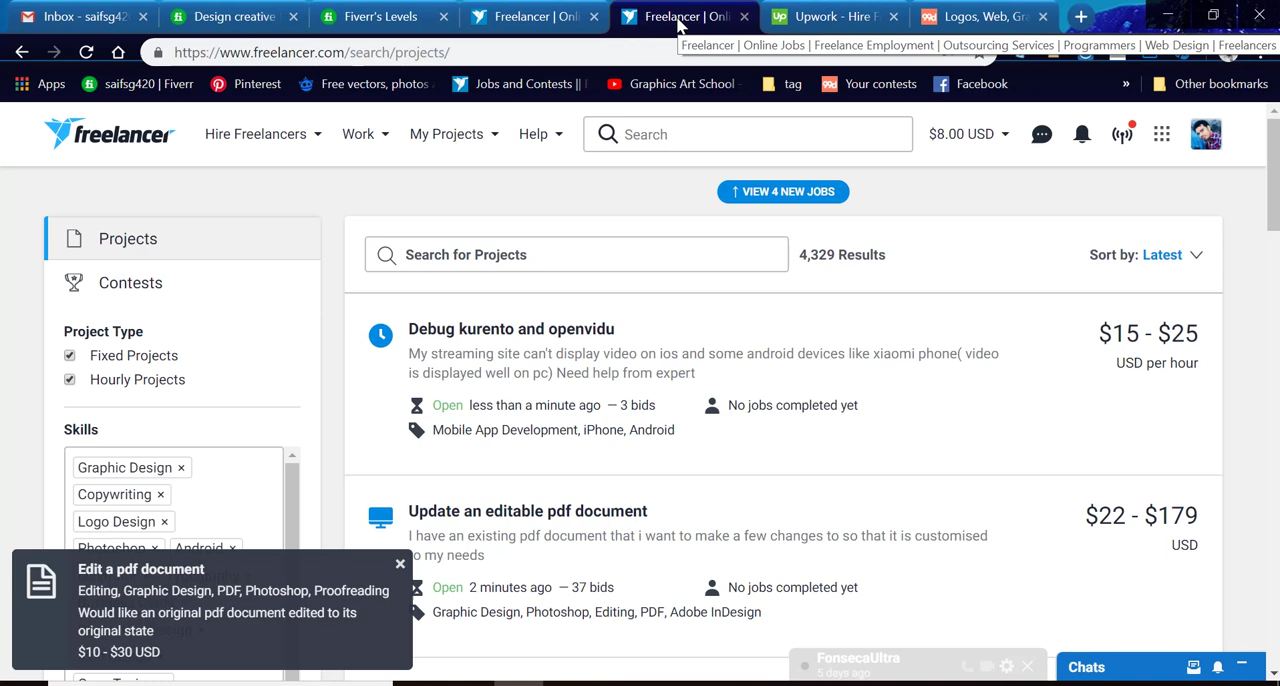 Inbox - saifsg42
Design creative
Fiverr's Levels
Freelancer | Onli
Freelancer | Onli
Upwork - Hire F
Logos, Web, Gra
https://www.freelancer.com/search/projects/
Freelancer | Online Jobs | Freelance Employment | Outsourcing Services | Programmers | Web Design | Freelancers
Apps
saifsg420 | Fiverr
Pinterest
Free vectors, photos
Jobs and Contests ||
Graphics Art School
tag
Your contests
Facebook
»
Other bookmarks
freelancer
Hire Freelancers
Work
My Projects
Help
Search
$8.00 USD
↑ VIEW 4 NEW JOBS
Projects
Contests
Project Type
Fixed Projects
Hourly Projects
Skills
Graphic Design ×
Copywriting ×
Logo Design ×
Photoshop × Android ×
Search for Projects
4,329 Results
Sort by: Latest
Debug kurento and openvidu
$15 - $25
USD per hour
My streaming site can't display video on ios and some android devices like xiaomi phone( video
is displayed well on pc) Need help from expert
Open less than a minute ago — 3 bids
No jobs completed yet
Mobile App Development, iPhone, Android
Update an editable pdf document
$22 - $179
USD
I have an existing pdf document that i want to make a few changes to so that it is customised
to my needs
Open 2 minutes ago — 37 bids
No jobs completed yet
Graphic Design, Photoshop, Editing, PDF, Adobe InDesign
Edit a pdf document
Editing, Graphic Design, PDF, Photoshop, Proofreading
Would like an original pdf document edited to its
original state
$10 - $30 USD
FonsecaUltra
5 days ago
Chats